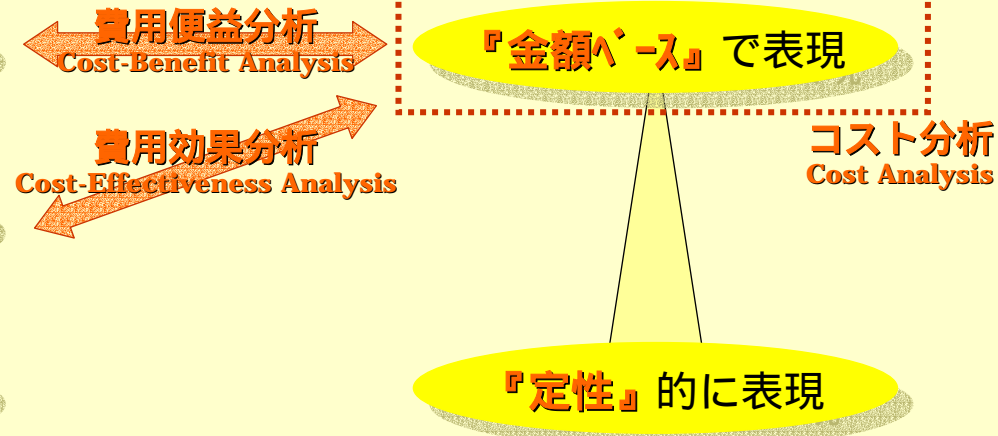 費用便益分析
Cost-Benefit Analysis
『金額ﾍﾞｰｽ』で表現
費用効果分析
Cost-Effectiveness Analysis
コスト分析
Cost Analysis
『定性』的に表現